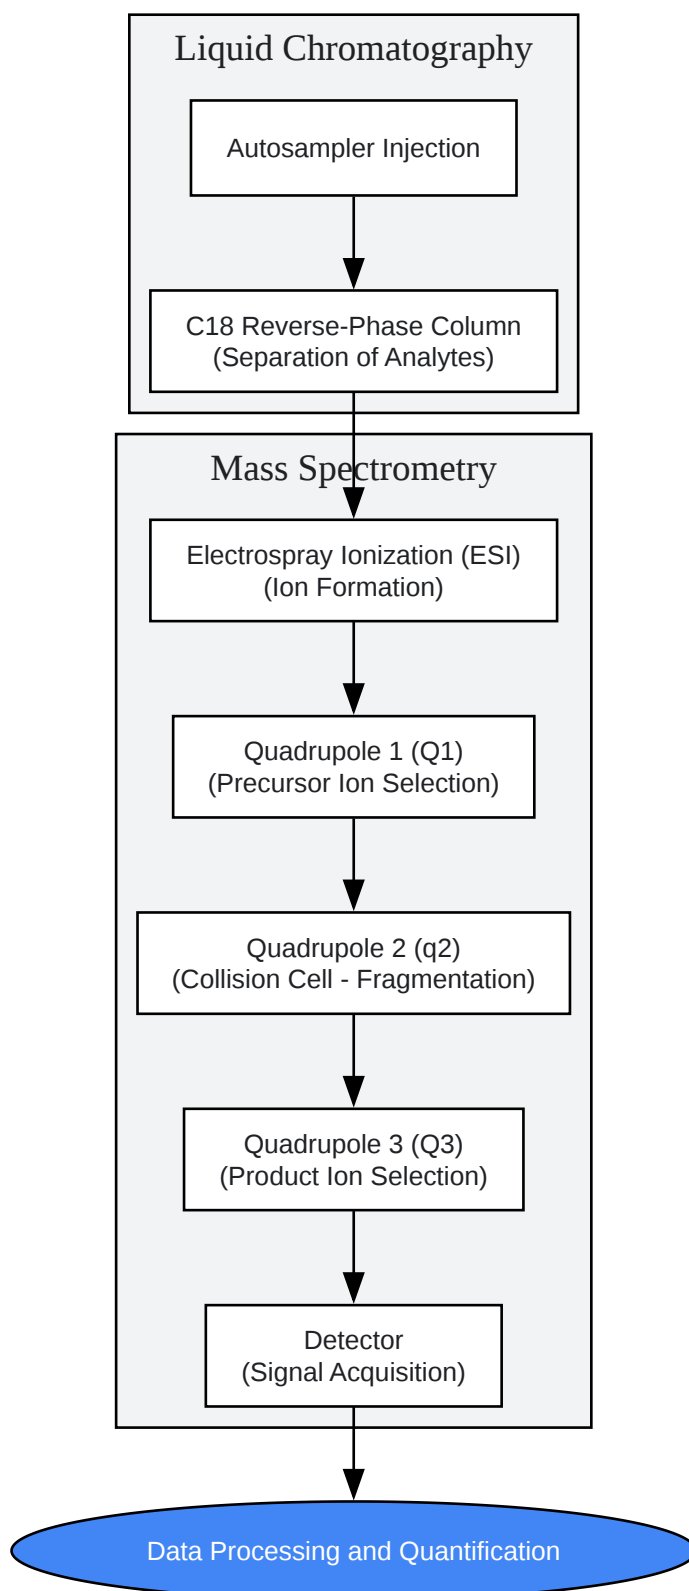 Liquid Chromatography
Autosampler Injection
C18 Reverse-Phase Column
(Separation of Analytes)
Mass Spectrometry
Electrospray Ionization (ESI)
(Ion Formation)
Quadrupole 1 (Q1)
(Precursor Ion Selection)
Quadrupole 2 (q2)
(Collision Cell - Fragmentation)
Quadrupole 3 (Q3)
(Product Ion Selection)
Detector
(Signal Acquisition)
Data Processing and Quantification